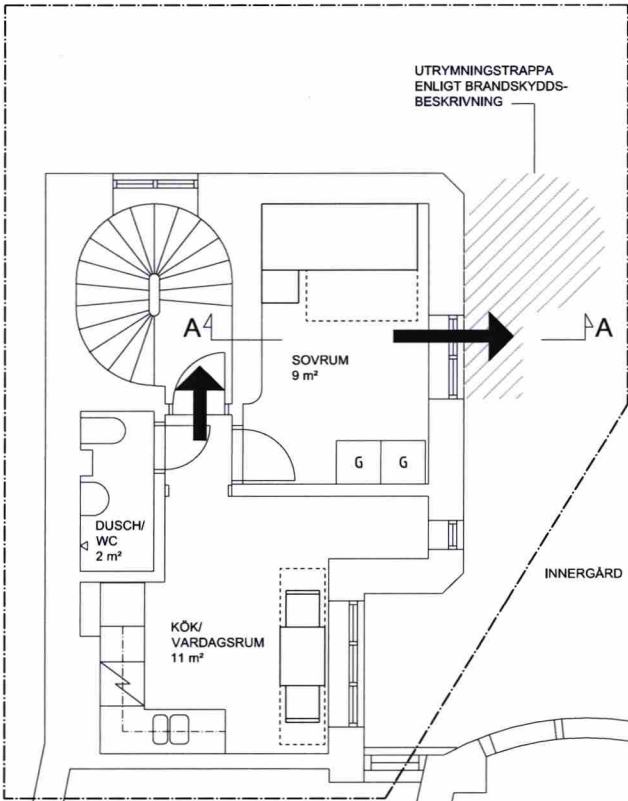 UTRYMNINGSTRAPPA
ENLIGT BRANDSKYDDS-
BESKRIVNING
A
A
SOVRUM
9 m²
G
G
DUSCH/
WC
2 m²
INNERGÅRD
KÖK/
VARDAGSRUM
11 m²